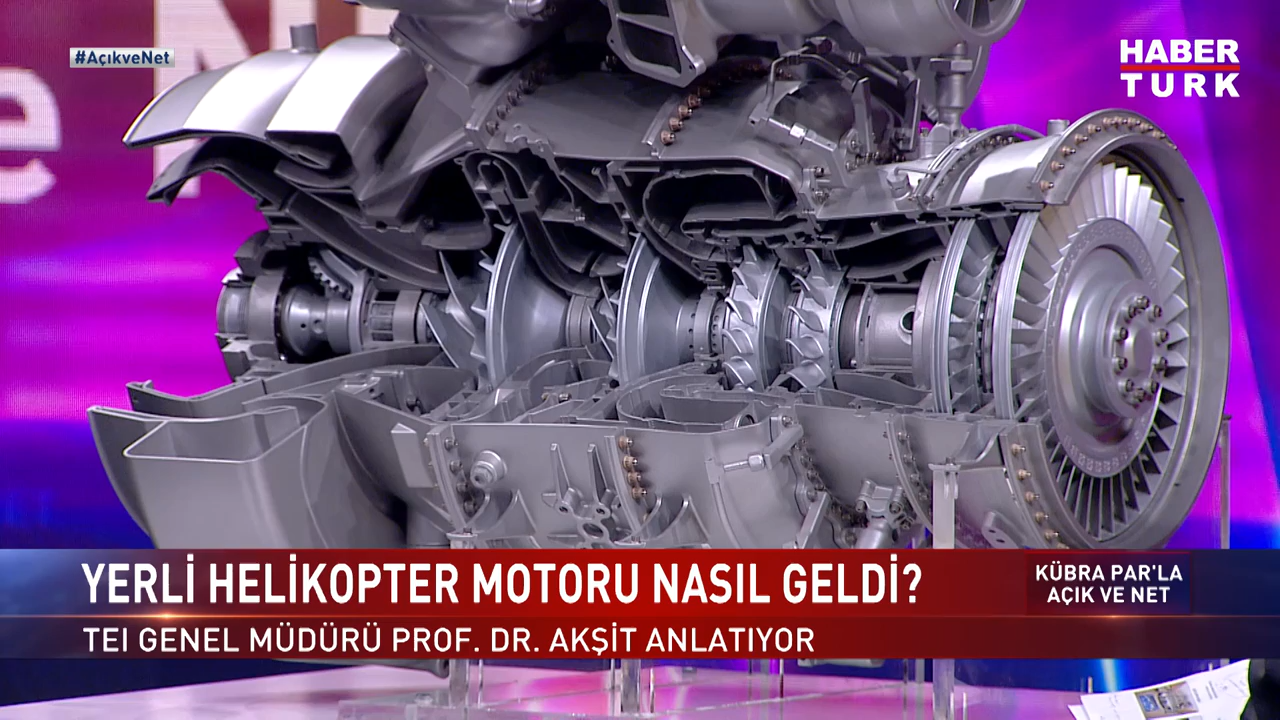 #AçıkveNet
HABER
TURK
e N
YERLİ HELİKOPTER MOTORU NASIL GELDİ?
KÜBRA PAR'LA
AÇIK VE NET
TEI GENEL MÜDÜRÜ PROF. DR. AKŞİT ANLATIYOR